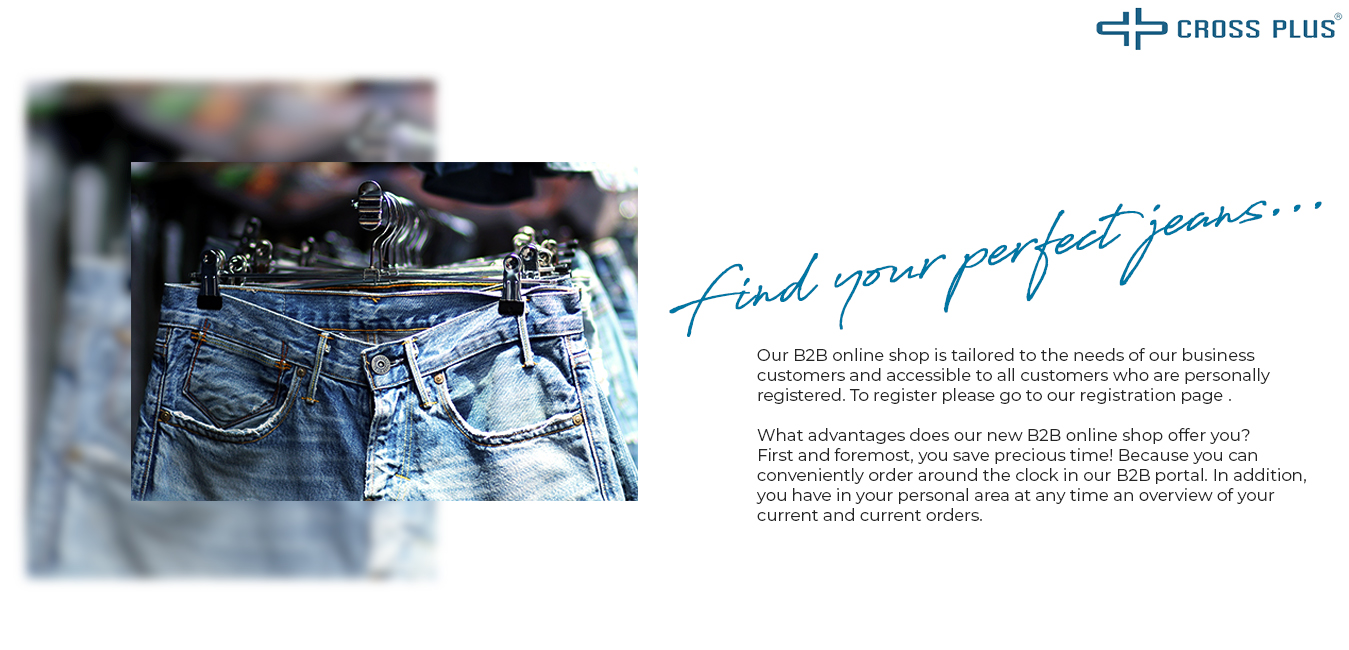 CROSS PLUS®
find your perfect jeans...
Our B2B online shop is tailored to the needs of our business
customers and accessible to all customers who are personally
registered. To register please go to our registration page .
What advantages does our new B2B online shop offer you?
First and foremost, you save precious time! Because you can
conveniently order around the clock in our B2B portal. In addition,
you have in your personal area at any time an overview of your
current and current orders.